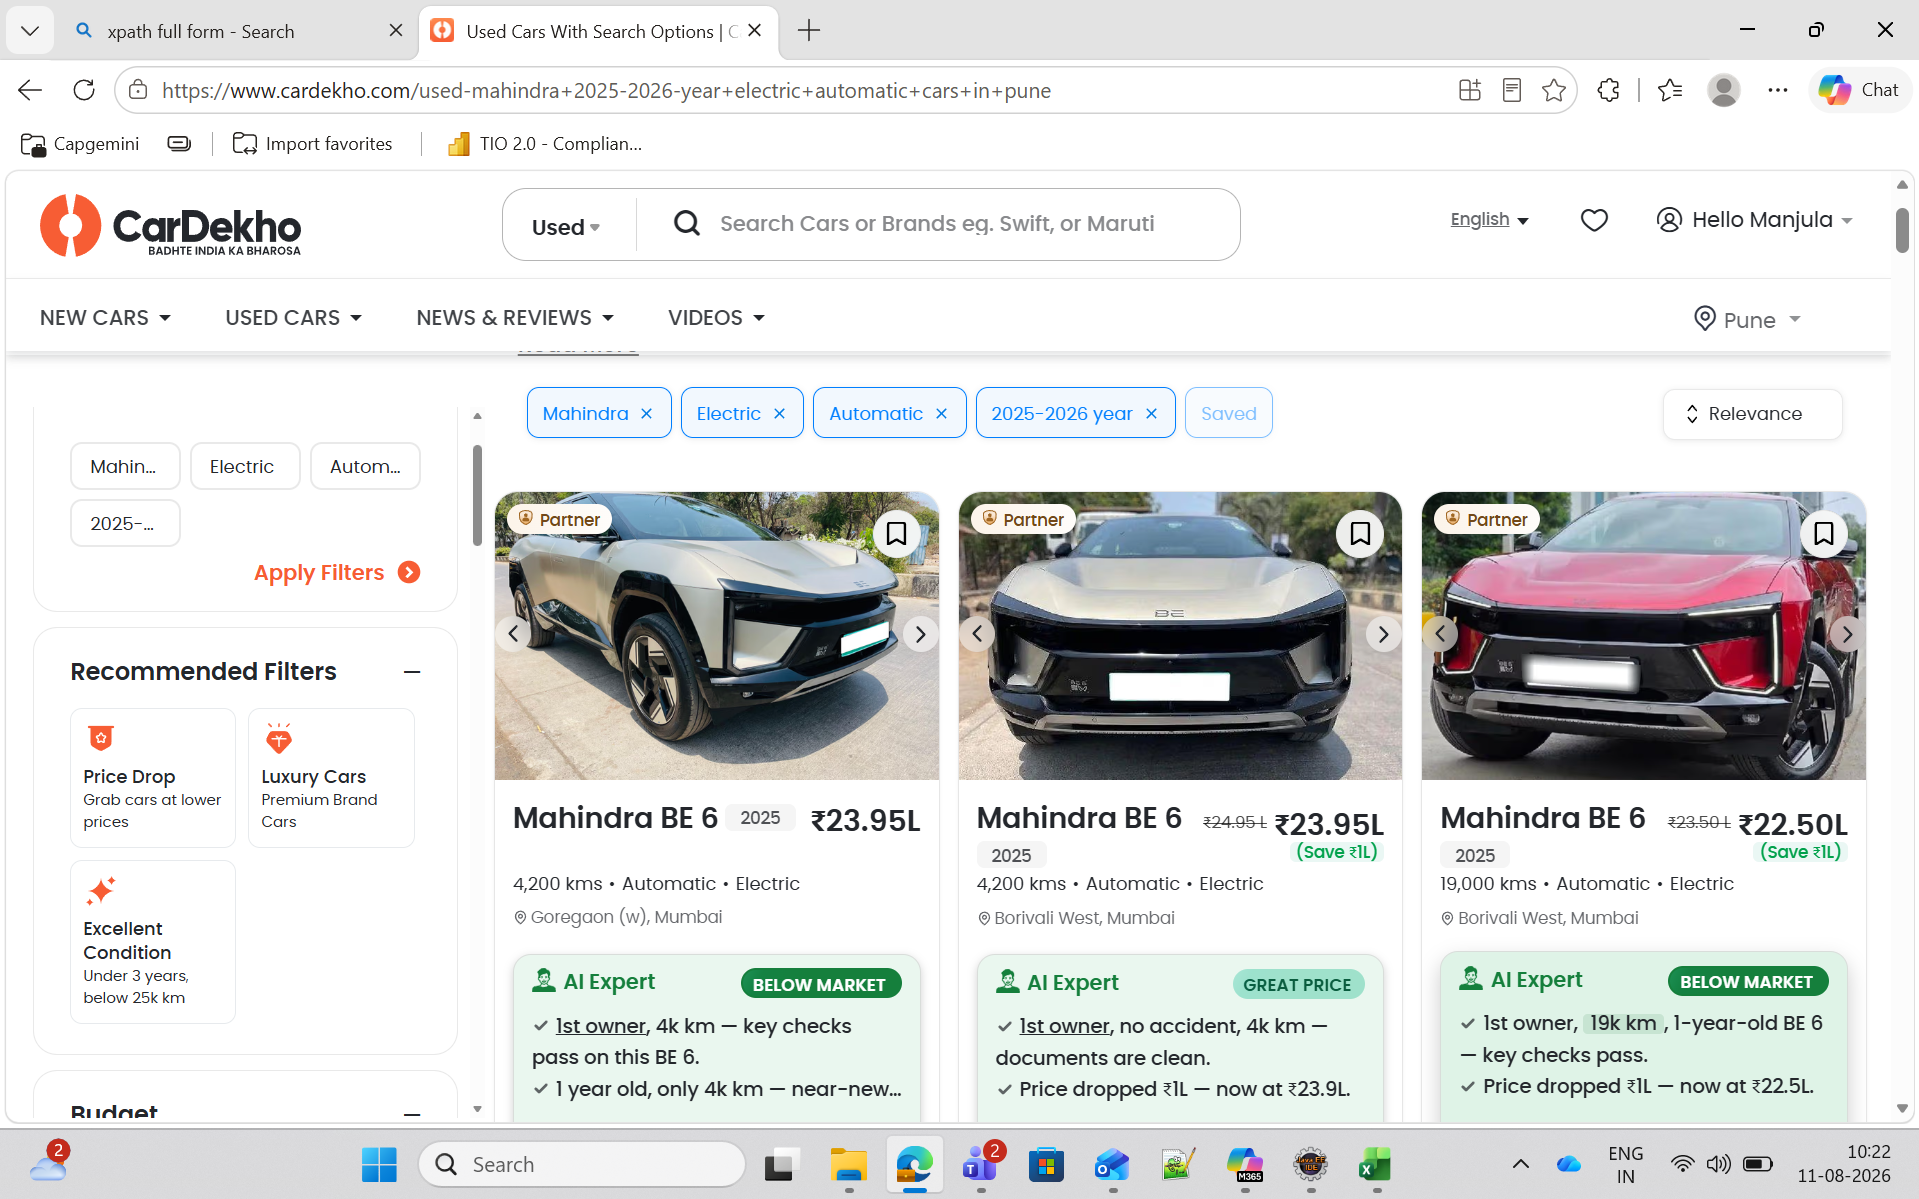 xpath full form - Search
Used Cars With Search Options | C
https://www.cardekho.com/used-mahindra+2025-2026-year+electric+automatic+cars+in+pune
Chat
Capgemini
Import favorites
TIO 2.0 - Complian...
CarDekho
BADHTE INDIA KA BHAROSA
Used
Search Cars or Brands eg. Swift, or Maruti
English
Hello Manjula
NEW CARS
USED CARS
NEWS & REVIEWS
VIDEOS
Pune
Mahindra
Electric
Automatic
2025-2026 year
Saved
Relevance
Mahin...
Electric
Autom...
2025-...
Apply Filters
Recommended Filters
Price Drop
Grab cars at lower
prices
Luxury Cars
Premium Brand
Cars
Excellent
Condition
Under 3 years,
below 25k km
Budget
Partner
Mahindra BE 6
2025
₹23.95L
4,200 kms • Automatic • Electric
Goregaon (w), Mumbai
AI Expert
BELOW MARKET
1st owner, 4k km — key checks
pass on this BE 6.
1 year old, only 4k km — near-new...
Partner
BE
Mahindra BE 6
₹24.95 L
₹23.95L
2025
(Save ₹1L)
4,200 kms • Automatic • Electric
Borivali West, Mumbai
AI Expert
GREAT PRICE
1st owner, no accident, 4k km —
documents are clean.
Price dropped ₹1L — now at ₹23.9L.
Partner
Mahindra BE 6
₹23.50 L
₹22.50L
2025
(Save ₹1L)
19,000 kms • Automatic • Electric
Borivali West, Mumbai
AI Expert
BELOW MARKET
1st owner, 19k km, 1-year-old BE 6
— key checks pass.
Price dropped ₹1L — now at ₹22.5L.
2
Search
2
M365
ENG
IN
10:22
11-08-2026